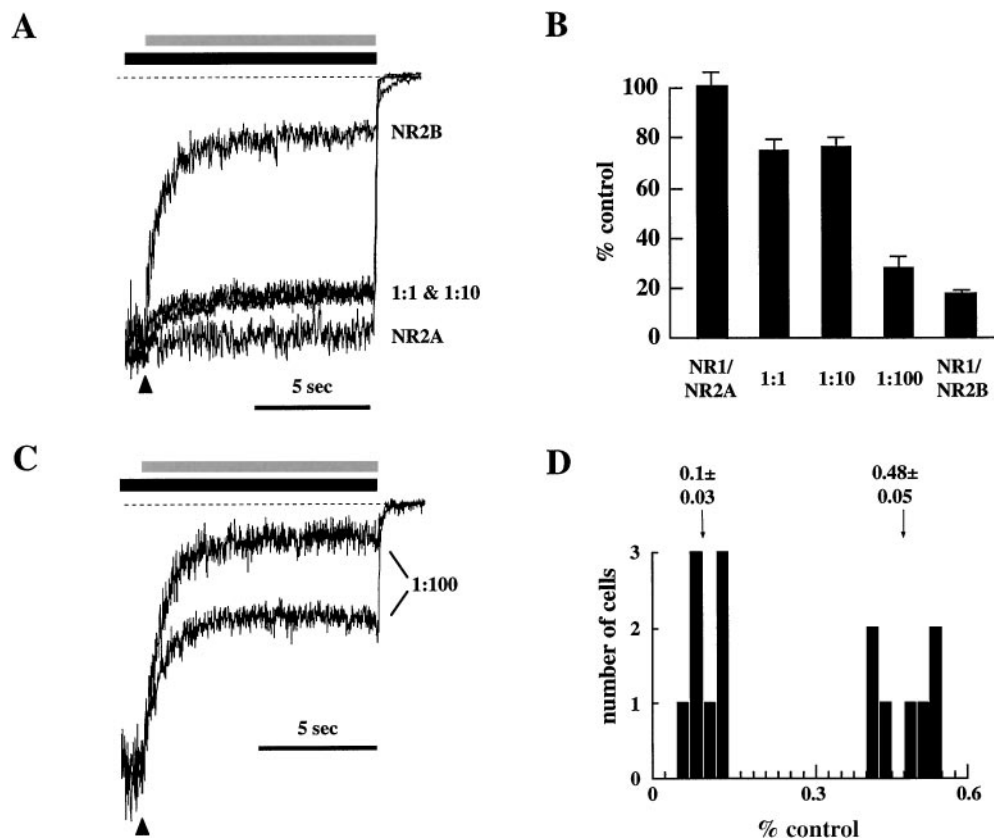 A
NR2B
1:1 & 1:10
NR2A
5 sec
B
% control
100
80
60
40
20
0
NR1/
NR2A
1:1
1:10
1:100
NR1/
NR2B
C
1:100
5 sec
D
0.1±
0.03
0.48±
0.05
number of cells
3
2
1
0
0
0.3
0.6
% control